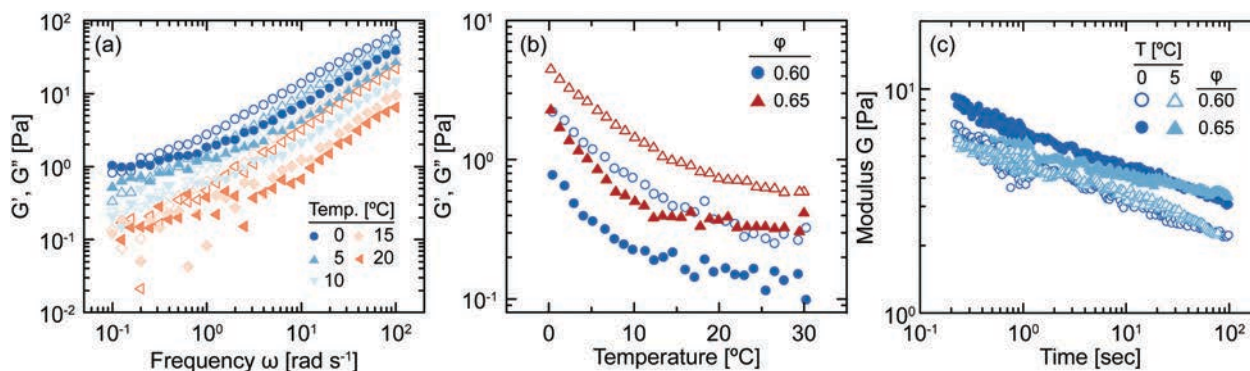 (a)
10²
10¹
10⁰
10⁻¹
10⁻²
G', G" [Pa]
Temp. [ºC]
0 15
5 20
10
10⁻¹ 10⁰ 10¹ 10²
Frequency ω [rad s⁻¹]
(b)
10¹
10⁰
10⁻¹
G', G" [Pa]
φ
0.60
0.65
0 10 20 30
Temperature [ºC]
(c)
10¹
10⁰
Modulus G [Pa]
T [ºC]
0 5 φ
0.60
0.65
10⁻¹ 10⁰ 10¹ 10²
Time [sec]